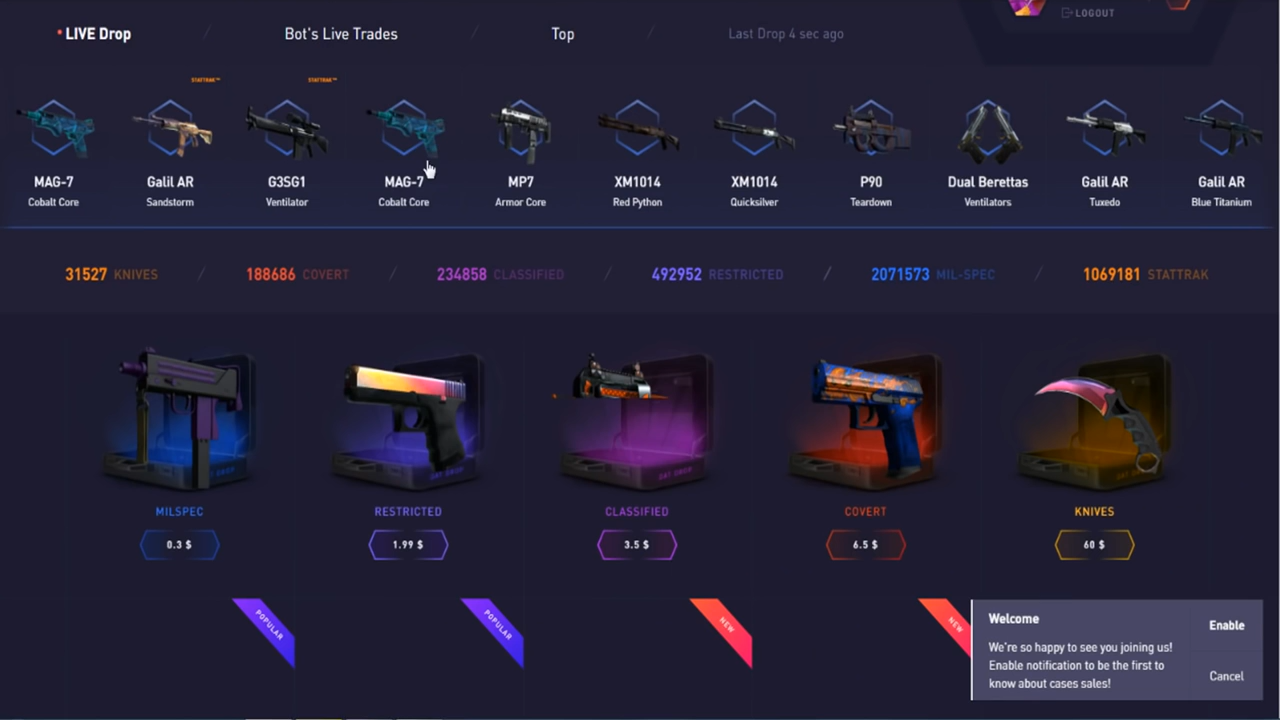 LOGOUT
LIVE Drop / Bot's Live Trades / Top / Last Drop 4 sec ago
STATTRAK™ STATTRAK™
MAG-7 Galil AR G3SG1 MAG-7 MP7 XM1014 XM1014 P90 Dual Berettas Galil AR Galil AR
Cobalt Core Sandstorm Ventilator Cobalt Core Armor Core Red Python Quicksilver Teardown Ventilators Tuxedo Blue Titanium
31527 KNIVES / 188686 COVERT / 234858 CLASSIFIED / 492952 RESTRICTED / 2071573 MIL-SPEC / 1069181 STATTRAK
MILSPEC RESTRICTED CLASSIFIED COVERT KNIVES
0.3 $ 1.99 $ 3.5 $ 6.5 $ 60 $
POPULAR POPULAR NEW NEW
Welcome
We're so happy to see you joining us!
Enable notification to be the first to
know about cases sales!
Enable
Cancel